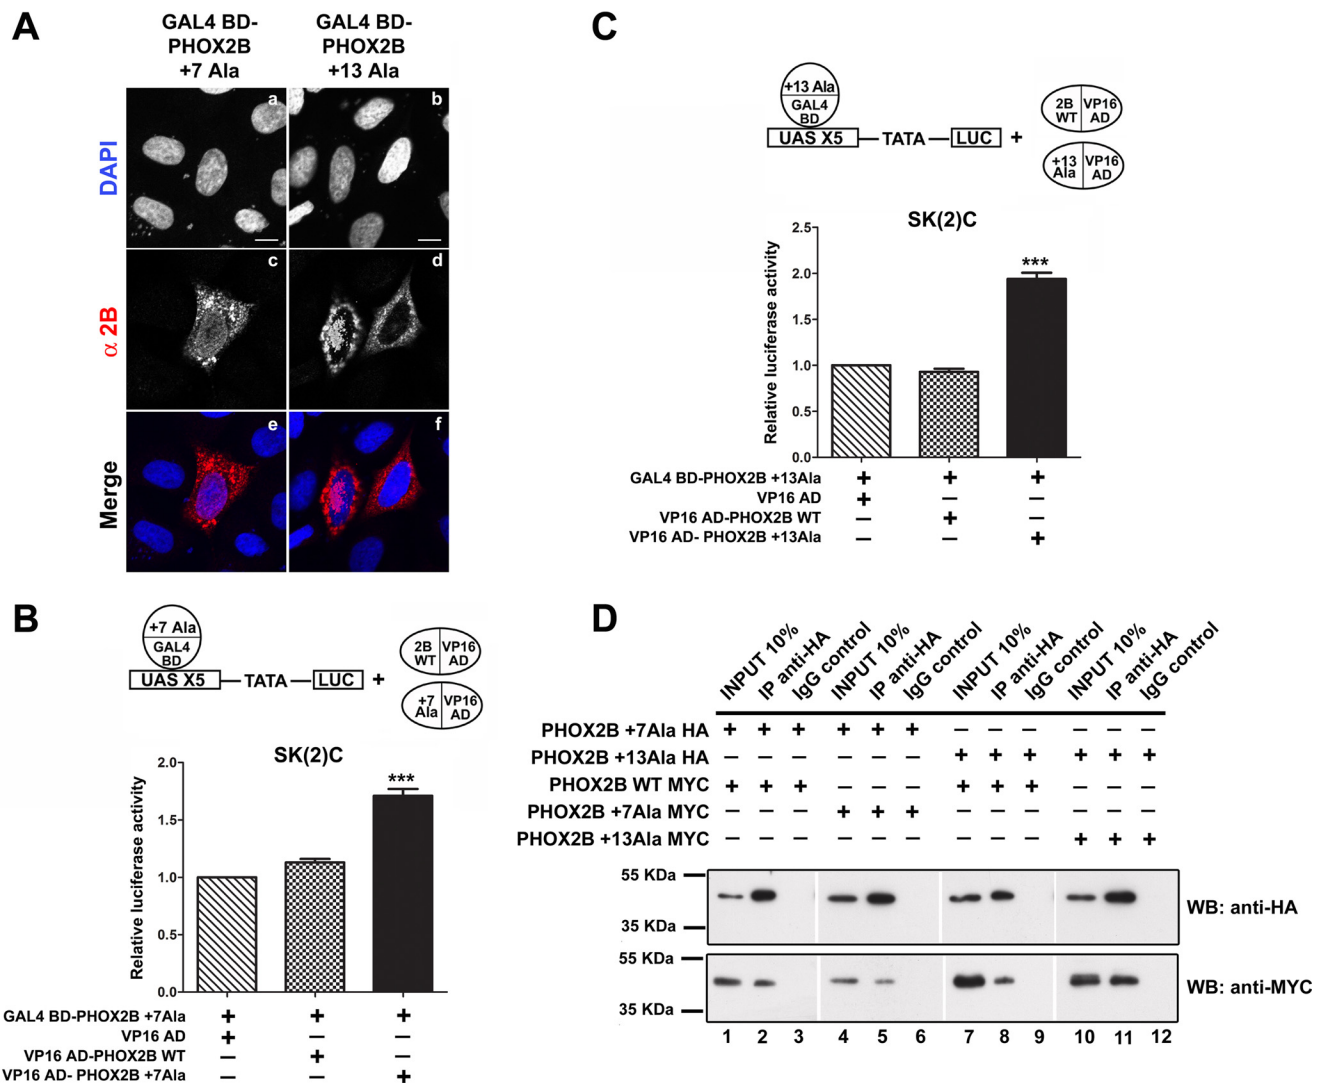 A
GAL4 BD-
PHOX2B
+7 Ala
GAL4 BD-
PHOX2B
+13 Ala
DAPI
α 2B
Merge
a
b
c
d
e
f
B
+7 Ala
GAL4
BD
UAS X5
TATA
LUC
+
2B
WT
VP16
AD
+7
Ala
VP16
AD
SK(2)C
Relative luciferase activity
2.0
1.5
1.0
0.5
0.0
***
GAL4 BD-PHOX2B +7Ala + + +
VP16 AD + — —
VP16 AD-PHOX2B WT — + —
VP16 AD- PHOX2B +7Ala — — +
C
+13 Ala
GAL4
BD
UAS X5
TATA
LUC
+
2B
WT
VP16
AD
+13
Ala
VP16
AD
SK(2)C
Relative luciferase activity
2.5
2.0
1.5
1.0
0.5
0.0
***
GAL4 BD-PHOX2B +13Ala + + +
VP16 AD + — —
VP16 AD-PHOX2B WT — + —
VP16 AD- PHOX2B +13Ala — — +
D
INPUT 10% IP anti-HA IgG control INPUT 10% IP anti-HA IgG control INPUT 10% IP anti-HA IgG control INPUT 10% IP anti-HA IgG control
PHOX2B +7Ala HA + + + + + + — — — — — —
PHOX2B +13Ala HA — — — — — — + + + + + +
PHOX2B WT MYC + + + — — — + + + — — —
PHOX2B +7Ala MYC — — — + + + — — — — — —
PHOX2B +13Ala MYC — — — — — — — — — + + +
55 KDa
35 KDa
WB: anti-HA
55 KDa
35 KDa
WB: anti-MYC
1 2 3 4 5 6 7 8 9 10 11 12